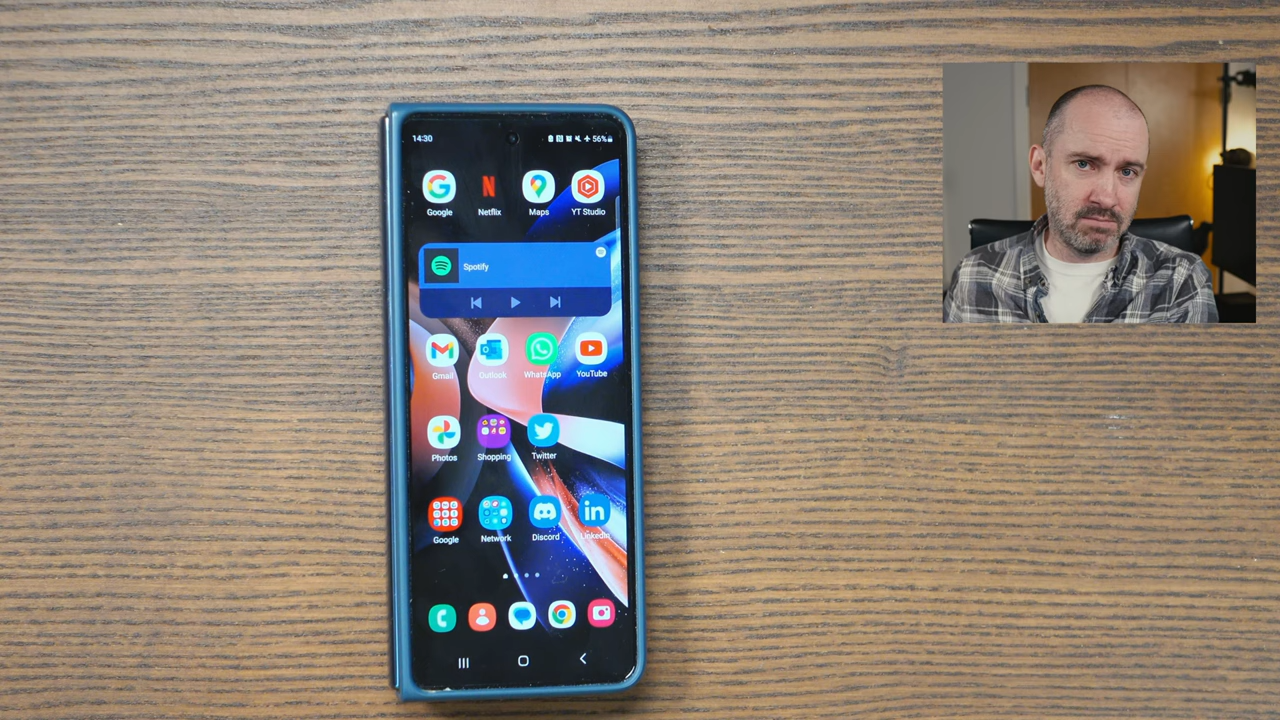 14:30 56%
Google Netflix Maps YT Studio
Spotify
Gmail Outlook WhatsApp YouTube
Photos Shopping Twitter
Google Network Discord LinkedIn